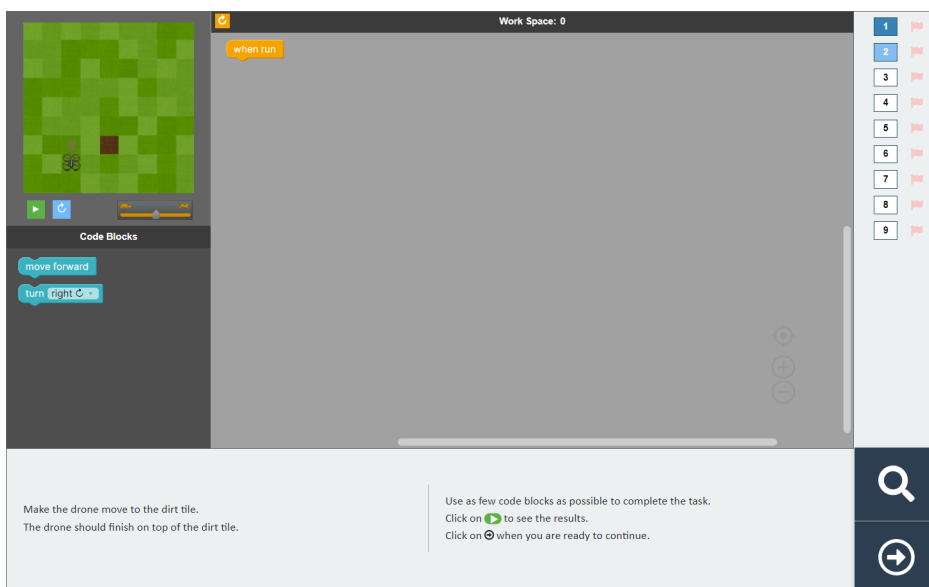 Work Space: 0
when run
Code Blocks
move forward
turn right
Make the drone move to the dirt tile.
The drone should finish on top of the dirt tile.
Use as few code blocks as possible to complete the task.
Click on to see the results.
Click on when you are ready to continue.
1
2
3
4
5
6
7
8
9